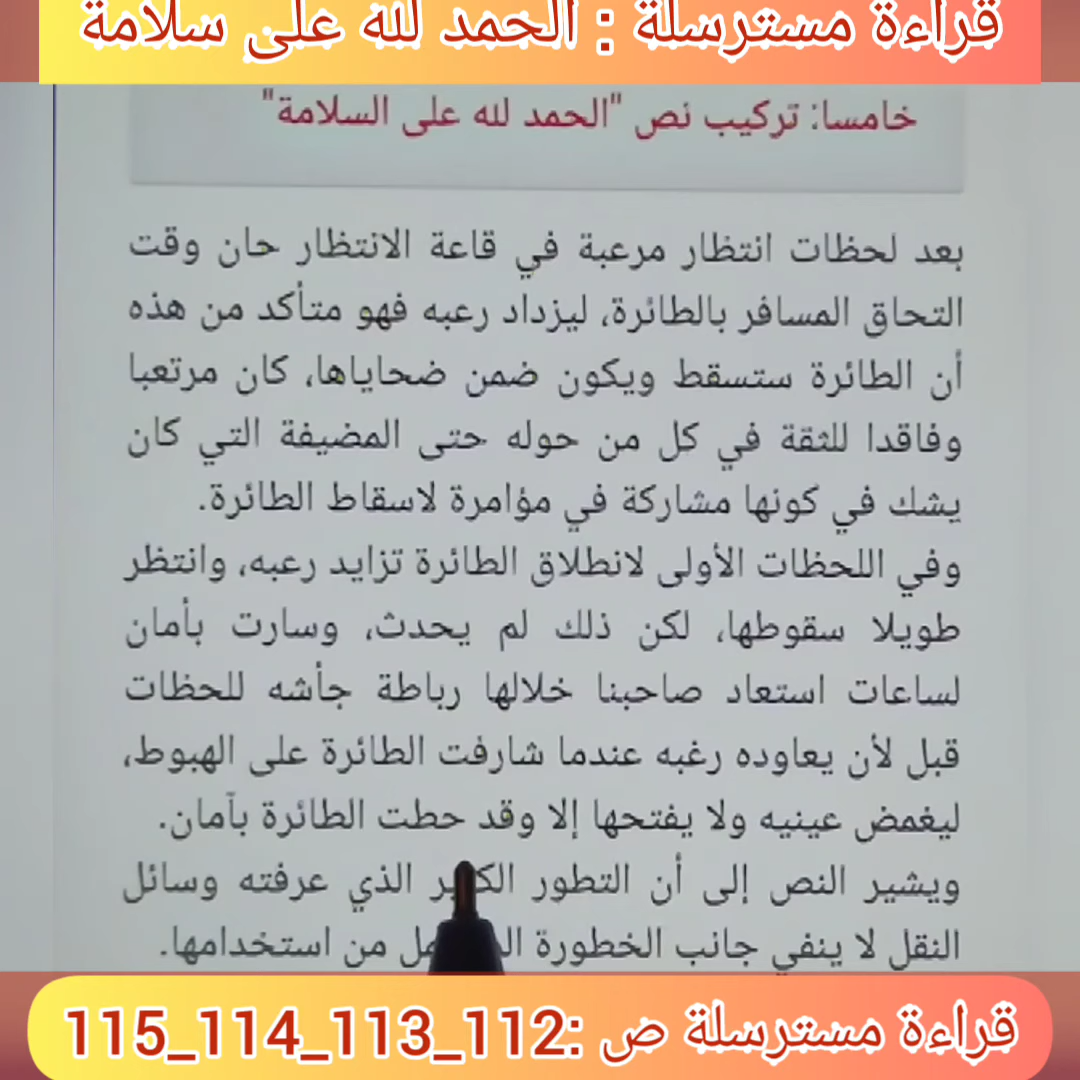 قراءة مسترسلة : الحمد لله على سلامة
خامسا: تركيب نص "الحمد لله على السلامة"
بعد لحظات انتظار مرعبة في قاعة الانتظار حان وقت
التحاق المسافر بالطائرة، ليزداد رعبه فهو متأكد من هذه
أن الطائرة ستسقط ويكون ضمن ضحاياها، كان مرتعبا
وفاقدا للثقة في كل من حوله حتى المضيفة التي كان
يشك في كونها مشاركة في مؤامرة لاسقاط الطائرة.
وفي اللحظات الأولى لانطلاق الطائرة تزايد رعبه، وانتظر
طويلا سقوطها، لكن ذلك لم يحدث، وسارت بأمان
لساعات استعاد صاحبنا خلالها رباطة جأشه للحظات
قبل لأن يعاوده رغبه عندما شارفت الطائرة على الهبوط،
ليغمض عينيه ولا يفتحها إلا وقد حطت الطائرة بآمان.
ويشير النص إلى أن التطور الكبير الذي عرفته وسائل
النقل لا ينفي جانب الخطورة من استخدامها.
قراءة مسترسلة ص :112_113_114_115